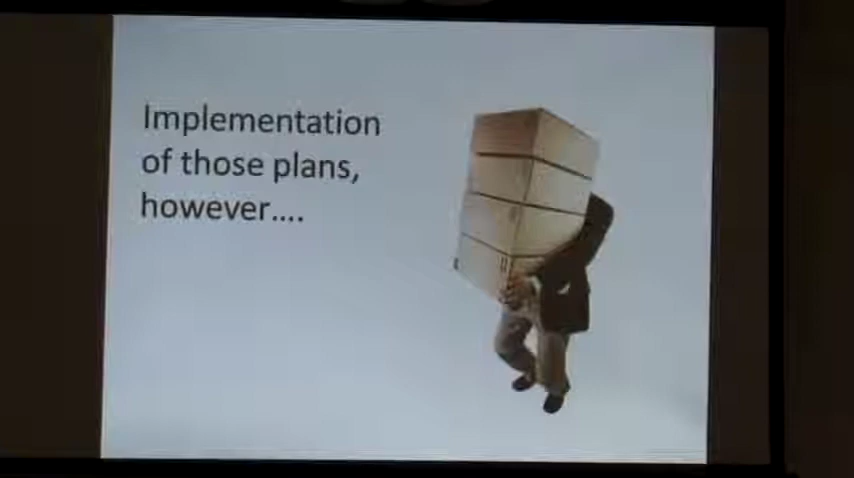 Implementation
of those plans,
however....